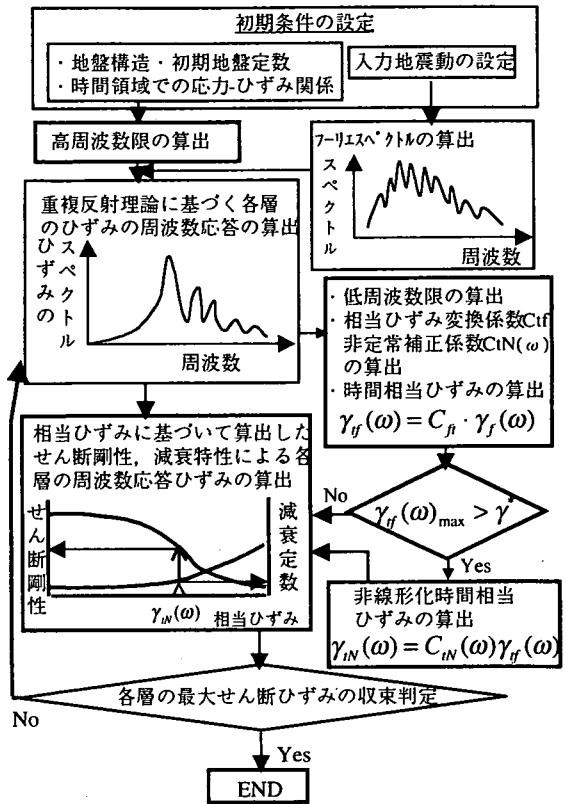 初期条件の設定
・地盤構造・初期地盤定数
・時間領域での応力-ひずみ関係
入力地震動の設定
高周波数限の算出
フーリエスペクトルの算出
スペクトル
周波数
重複反射理論に基づく各層
のひずみの周波数応答の算出
ひずみの
スペクトル
周波数
・低周波数限の算出
・相当ひずみ変換係数Ctf
非定常補正係数CtN(ω)
の算出
・時間相当ひずみの算出
γtf(ω) = Cft · γf(ω)
相当ひずみに基づいて算出した
せん断剛性，減衰特性による各
層の周波数応答ひずみの算出
せん断剛性
減衰定数
γtN(ω) 相当ひずみ
No
γtf(ω)max > γ*
Yes
非線形化時間相当
ひずみの算出
γtN(ω) = CtN(ω)γtf(ω)
各層の最大せん断ひずみの収束判定
No
Yes
END